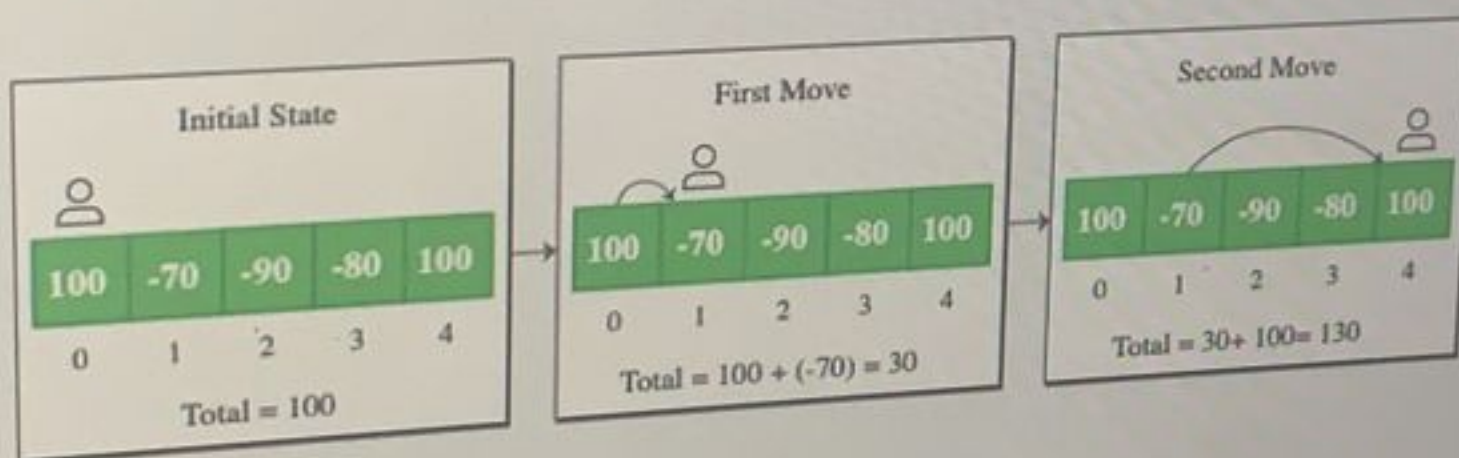 Initial State
100 -70 -90 -80 100
0 1 2 3 4
Total = 100
First Move
100 -70 -90 -80 100
0 1 2 3 4
Total = 100 + (-70) = 30
Second Move
100 -70 -90 -80 100
0 1 2 3 4
Total = 30+ 100= 130